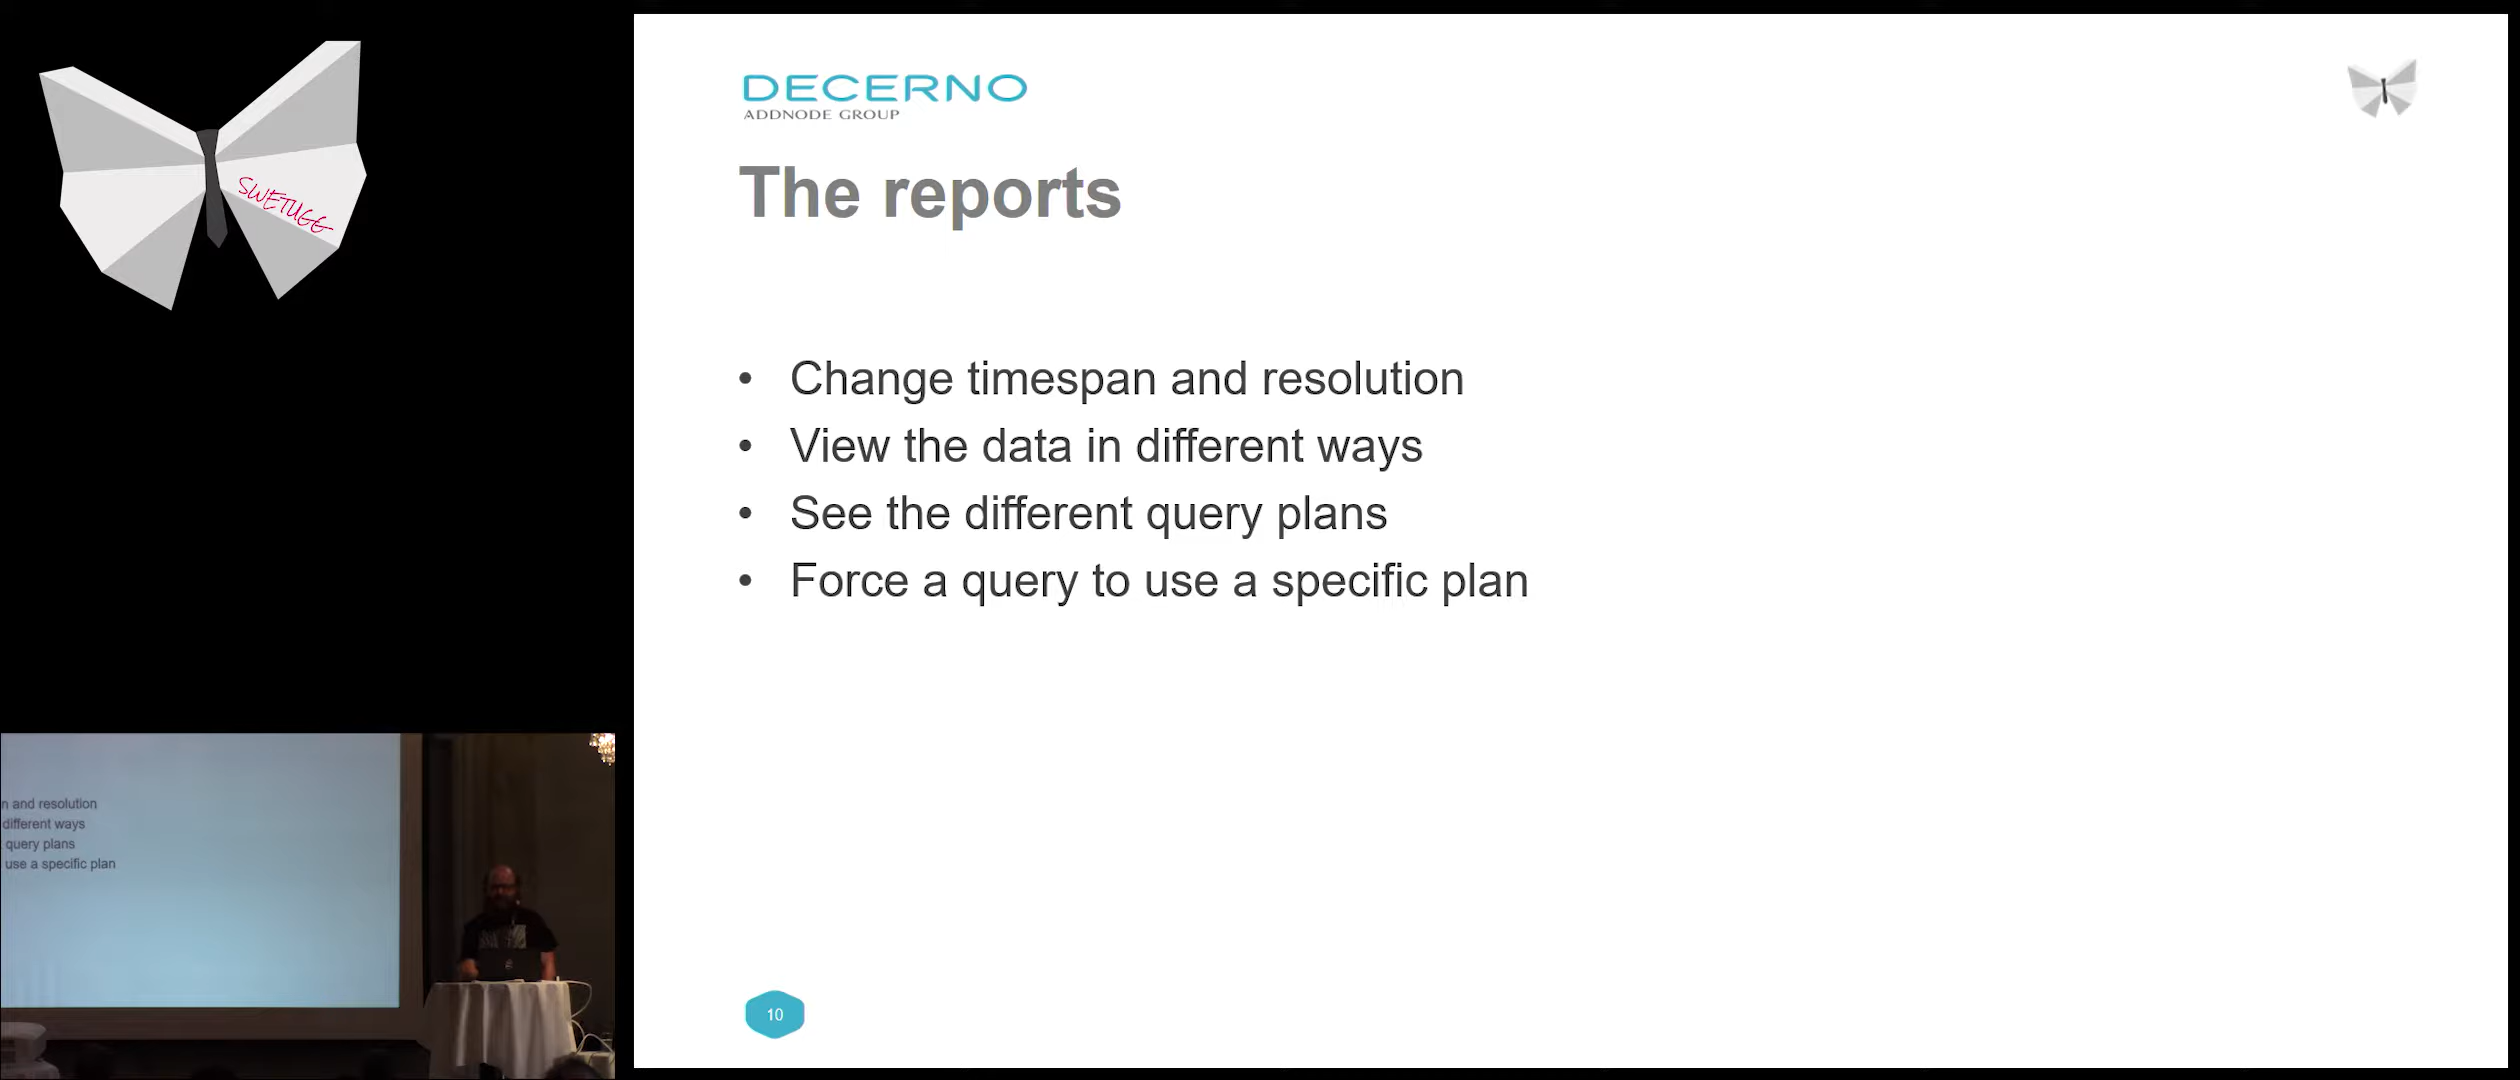 SWETUGG
DECERNO
ADDNODE GROUP
The reports
• Change timespan and resolution
• View the data in different ways
• See the different query plans
• Force a query to use a specific plan
10
n and resolution
different ways
query plans
use a specific plan